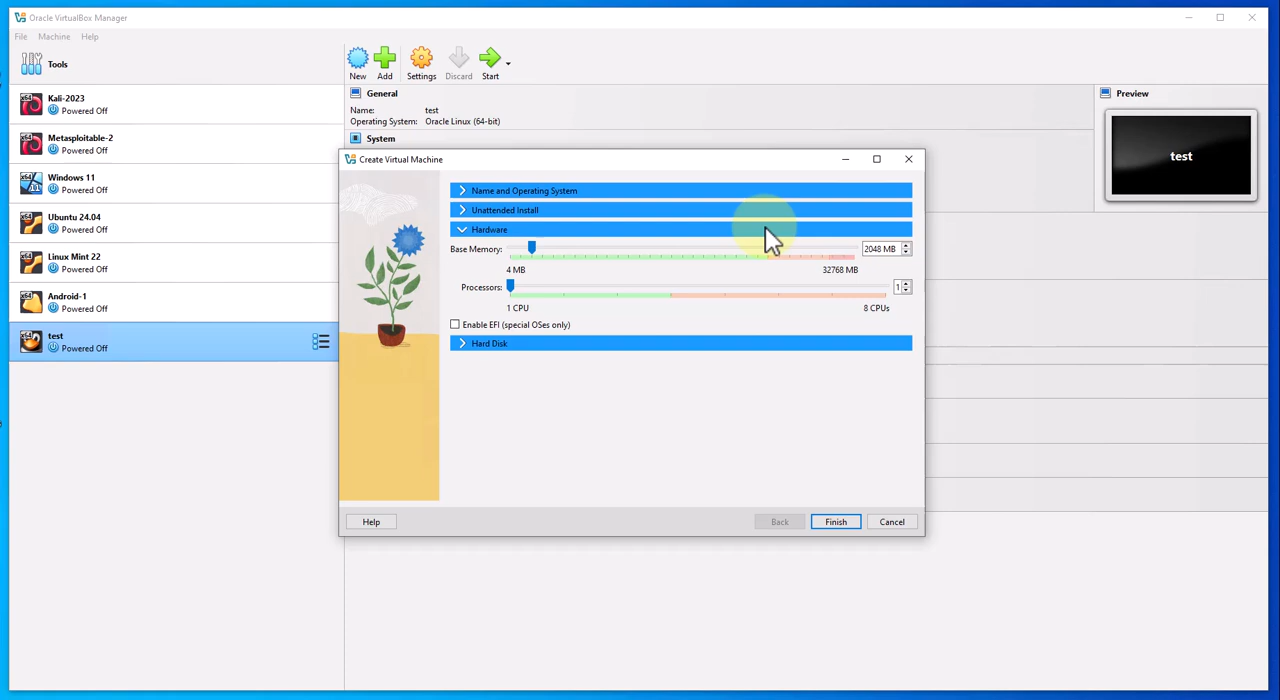 Oracle VirtualBox Manager
File Machine Help
Tools
New Add Settings Discard Start
Kali-2023
Powered Off
Metasploitable-2
Powered Off
Windows 11
Powered Off
Ubuntu 24.04
Powered Off
Linux Mint 22
Powered Off
Android-1
Powered Off
test
Powered Off
General
Name: test
Operating System: Oracle Linux (64-bit)
System
Preview
test
Create Virtual Machine
Name and Operating System
Unattended Install
Hardware
Base Memory: 2048 MB
4 MB 32768 MB
Processors: 1
1 CPU 8 CPUs
Enable EFI (special OSes only)
Hard Disk
Help Back Finish Cancel